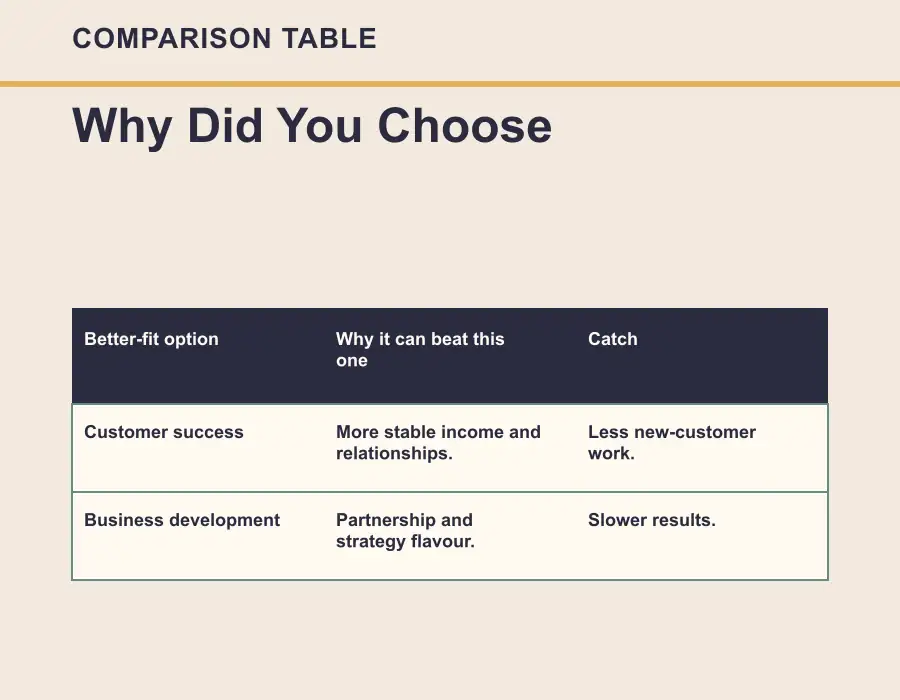 COMPARISON TABLE
Why Did You Choose
Better-fit option
Why it can beat this
one
Catch
Customer success
More stable income and
relationships.
Less new-customer
work.
Business development
Partnership and
strategy flavour.
Slower results.